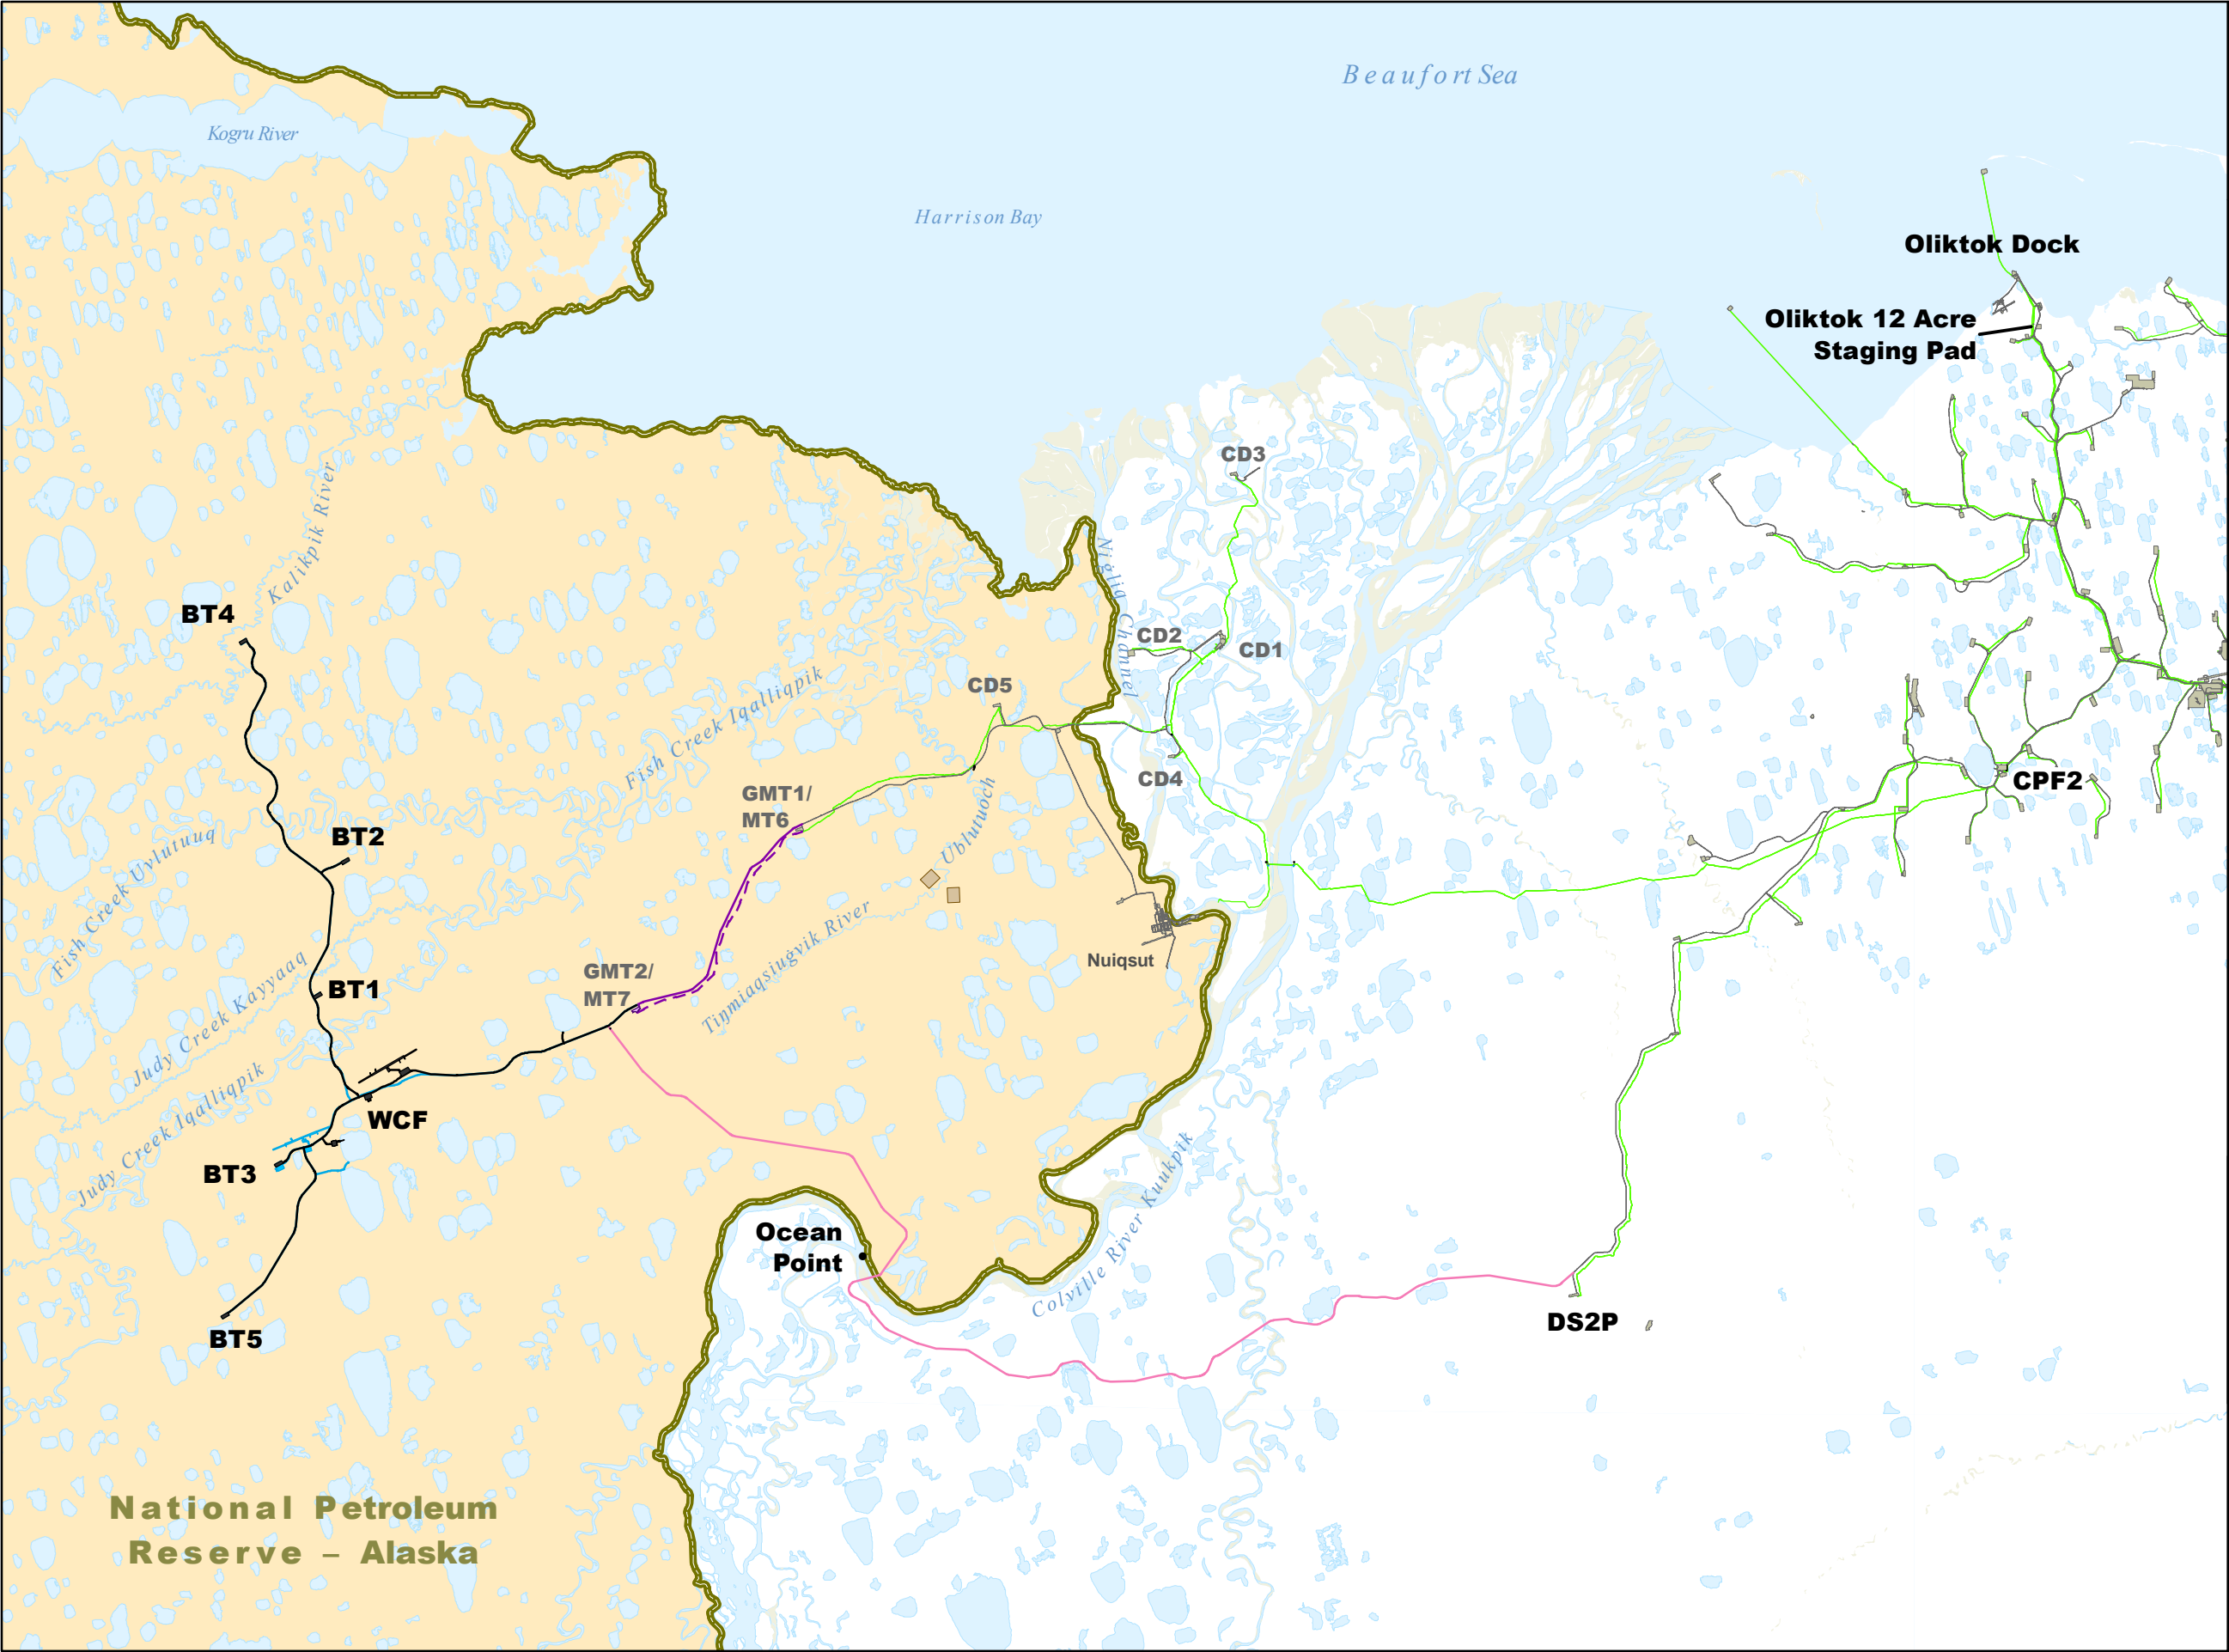 Beaufort Sea
Kogru River
Harrison Bay
Oliktok Dock
Oliktok 12 Acre
Staging Pad
CD3
Kalikpik River
Nigliq Channel
BT4
CD2
CD1
CD5
Fish Creek Iqalliqpik
CD4
CPF2
GMT1/
MT6
Ublutuoch
BT2
Fish Creek Uvlutuuq
Tiŋmiaqsiuġvik River
Nuiqsut
GMT2/
MT7
BT1
Judy Creek Kayyaaq
Judy Creek Iqalliqpik
WCF
BT3
Colville River Kuukpik
Ocean
Point
DS2P
BT5
National Petroleum
Reserve – Alaska